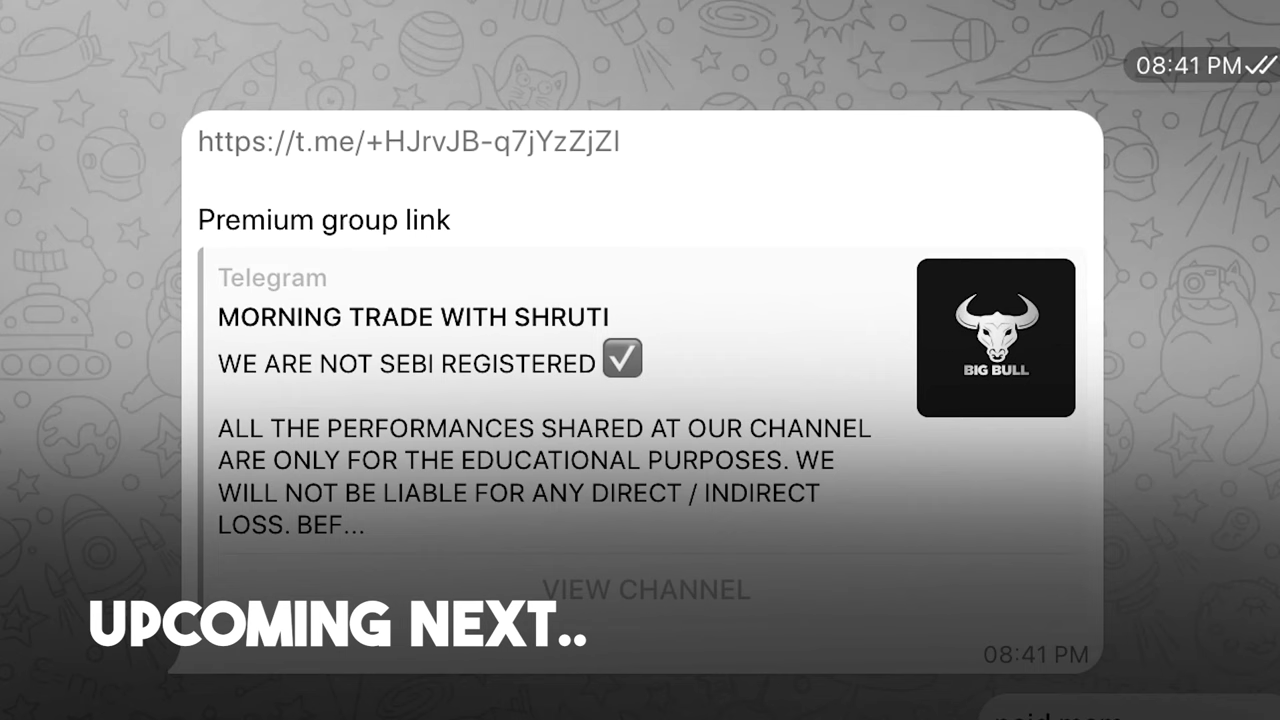 08:41 PM
https://t.me/+HJrvJB-q7jYzZjZl
Premium group link
Telegram
MORNING TRADE WITH SHRUTI
WE ARE NOT SEBI REGISTERED ☑
BIG BULL
ALL THE PERFORMANCES SHARED AT OUR CHANNEL
ARE ONLY FOR THE EDUCATIONAL PURPOSES. WE
WILL NOT BE LIABLE FOR ANY DIRECT / INDIRECT
LOSS. BEF...
VIEW CHANNEL
UPCOMING NEXT..
08:41 PM